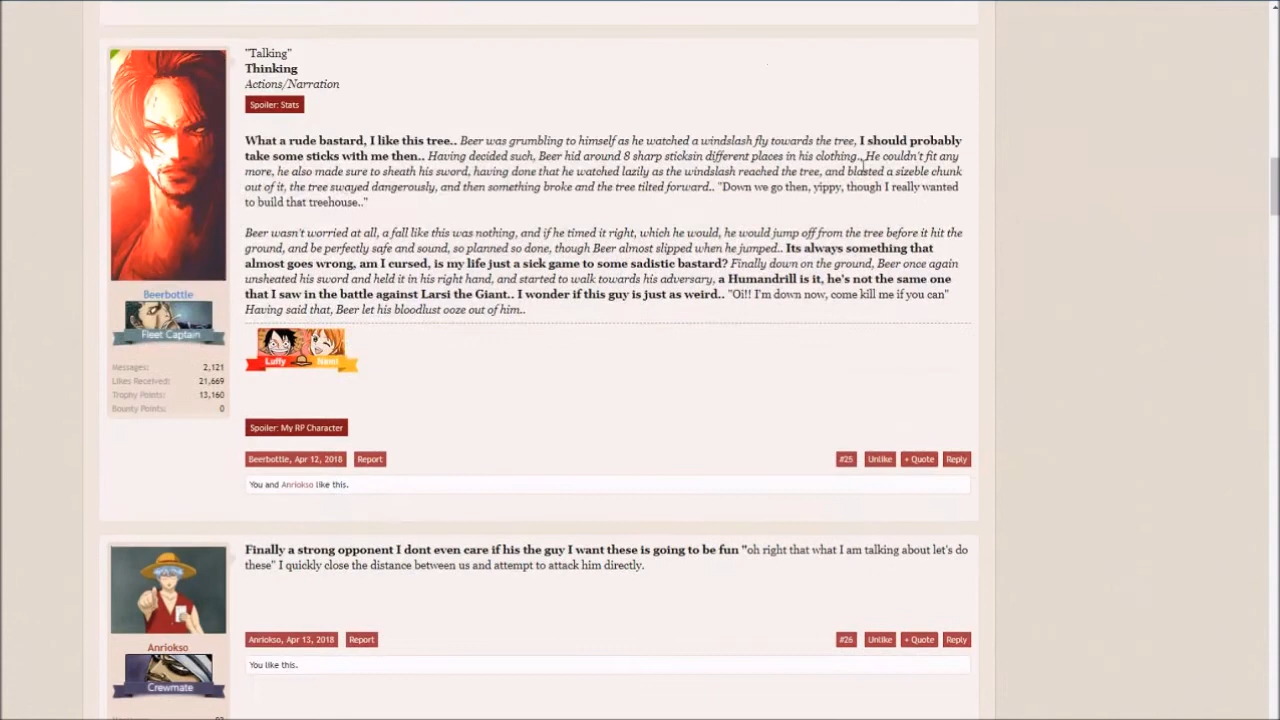 "Talking"
Thinking
Actions/Narration
Spoiler: Stats
What a rude bastard, I like this tree.. Beer was grumbling to himself as he watched a windslash fly towards the tree, I should probably
take some sticks with me then.. Having decided such, Beer hid around 8 sharp sticksin different places in his clothing.. He couldn't fit any
more, he also made sure to sheath his sword, having done that he watched lazily as the windslash reached the tree, and blasted a sizeble chunk
out of it, the tree swayed dangerously, and then something broke and the tree tilted forward.. "Down we go then, yippy, though I really wanted
to build that treehouse.."
Beer wasn't worried at all, a fall like this was nothing, and if he timed it right, which he would, he would jump off from the tree before it hit the
ground, and be perfectly safe and sound, so planned so done, though Beer almost slipped when he jumped.. Its always something that
almost goes wrong, am I cursed, is my life just a sick game to some sadistic bastard? Finally down on the ground, Beer once again
unsheated his sword and held it in his right hand, and started to walk towards his adversary, a Humandrill is it, he's not the same one
that I saw in the battle against Larsi the Giant.. I wonder if this guy is just as weird.. "Oi!! I'm down now, come kill me if you can"
Having said that, Beer let his bloodlust ooze out of him..
Beerbottle
Fleet Captain
Messages: 2,121
Likes Received: 21,669
Trophy Points: 13,160
Bounty Points: 0
Luffy Nami
Spoiler: My RP Character
Beerbottle, Apr 12, 2018 Report #25 Unlike + Quote Reply
You and Anriokso like this.
Finally a strong opponent I dont even care if his the guy I want these is going to be fun "oh right that what I am talking about let's do
these" I quickly close the distance between us and attempt to attack him directly.
Anriokso, Apr 13, 2018 Report #26 Unlike + Quote Reply
Anriokso
You like this.
Crewmate